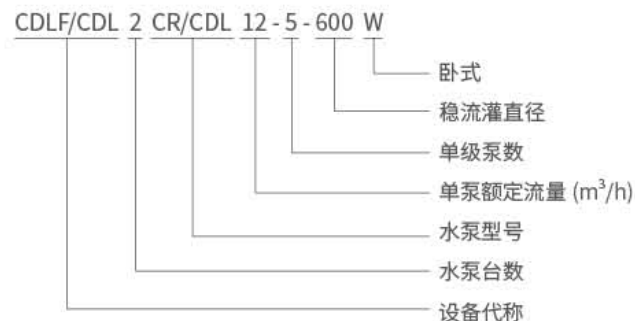 CDLF/CDL 2 CR/CDL 12 - 5 - 600 W
卧式
稳流灌直径
单级泵数
单泵额定流量 (m³/h)
水泵型号
水泵台数
设备代称